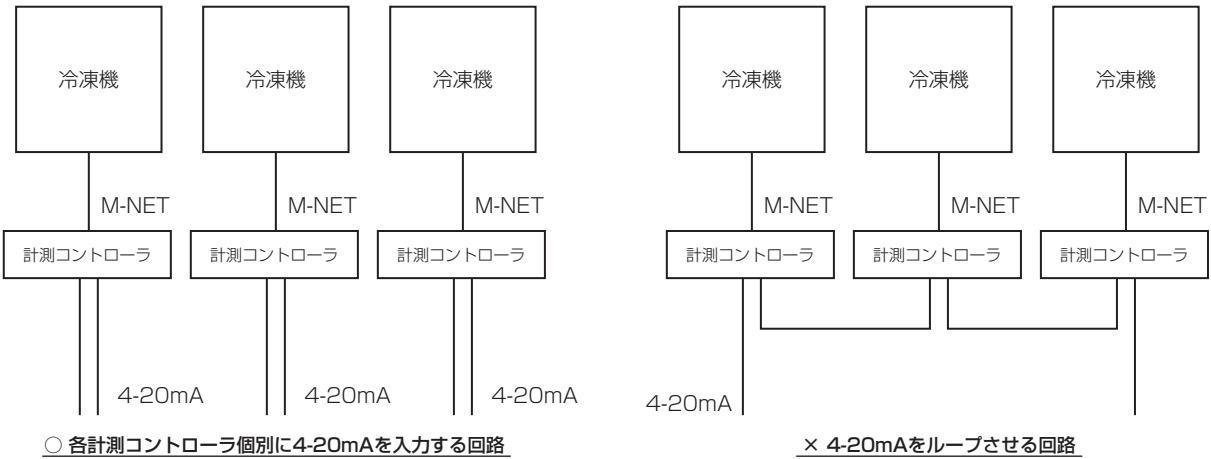 冷凍機 冷凍機 冷凍機
M-NET M-NET M-NET
計測コントローラ 計測コントローラ 計測コントローラ
4-20mA 4-20mA 4-20mA
○ 各計測コントローラ個別に4-20mAを入力する回路
冷凍機 冷凍機 冷凍機
M-NET M-NET M-NET
計測コントローラ 計測コントローラ 計測コントローラ
4-20mA
× 4-20mAをループさせる回路